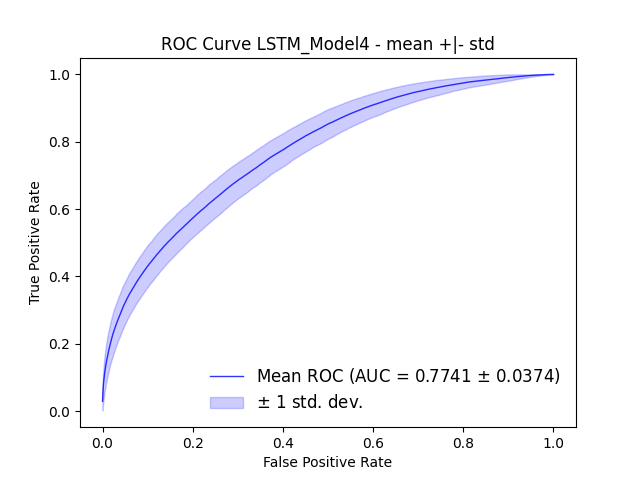 ROC Curve LSTM_Model4 - mean +|- std
True Positive Rate
1.0
0.8
0.6
0.4
0.2
0.0
Mean ROC (AUC = 0.7741 ± 0.0374)
± 1 std. dev.
0.0 0.2 0.4 0.6 0.8 1.0
False Positive Rate